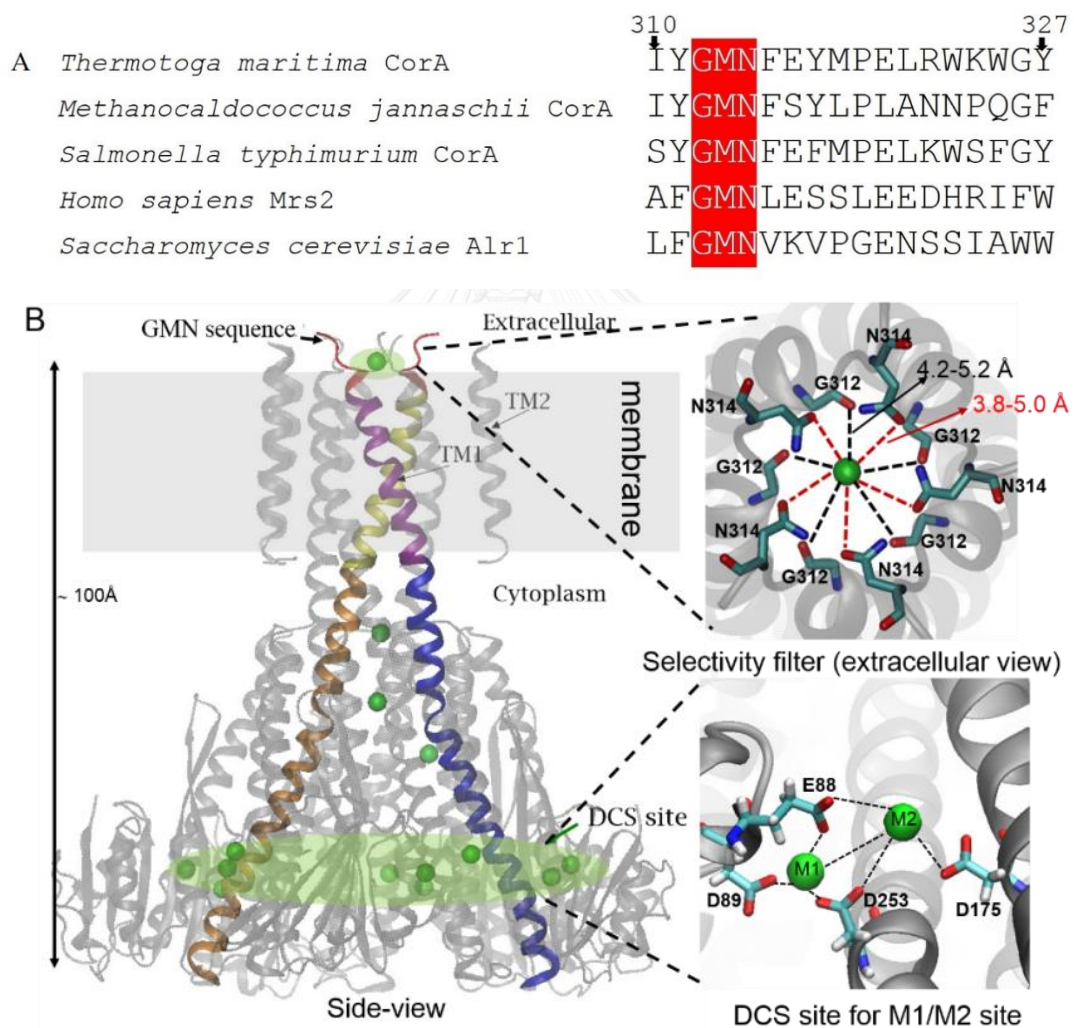 310 327
A Thermotoga maritima CorA IYGMNFEYMPELRWKWGY
Methanocaldococcus jannaschii CorA IYGMNFSYLPLANNPQGF
Salmonella typhimurium CorA SYGMNFEFMPELKWSFGY
Homo sapiens Mrs2 AFGMNLESSLEEDHRIFW
Saccharomyces cerevisiae Alr1 LFGMNVKVPGENSSIAWW
B
GMN sequence
Extracellular
membrane
TM2
TM1
~ 100Å
Cytoplasm
DCS site
Side-view
N314
4.2-5.2 Å
G312
3.8-5.0 Å
N314
G312
G312
N314
N314
G312
G312
N314
Selectivity filter (extracellular view)
E88
M2
M1
D89
D253
D175
DCS site for M1/M2 site